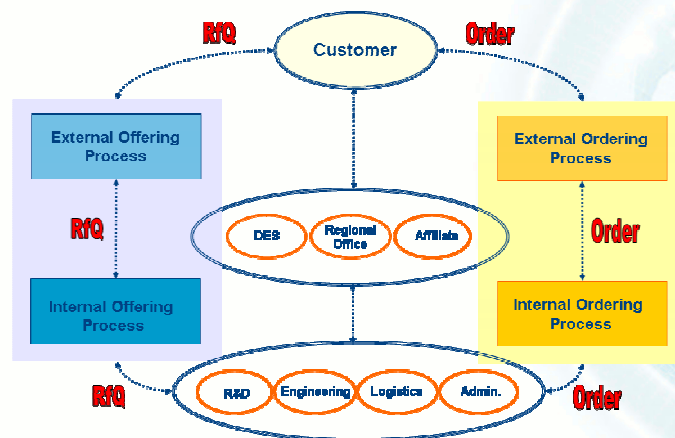 RfQ
Customer
Order
External Offering
Process
External Ordering
Process
RfQ
DES
Regional
Office
Affiliate
Order
Internal Offering
Process
Internal Ordering
Process
RfQ
R&D
Engineering
Logistics
Admin.
Order